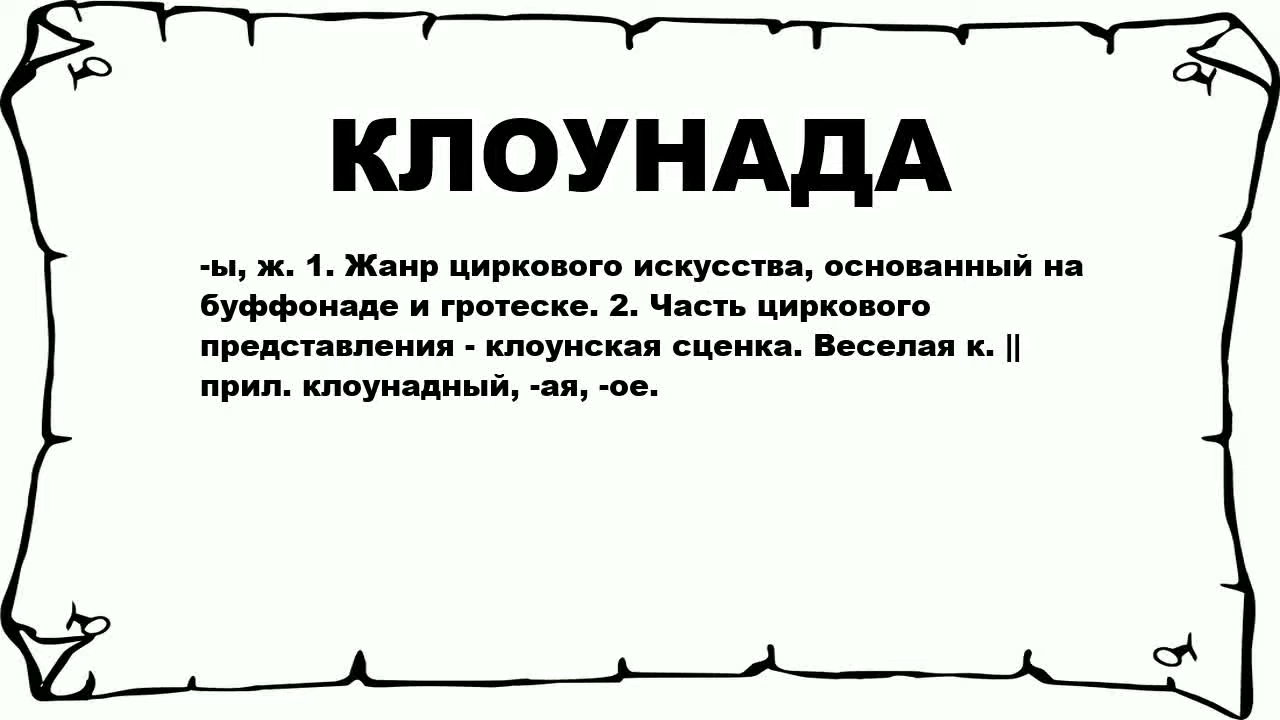 КЛОУНАДА
-ы, ж. 1. Жанр циркового искусства, основанный на
буффонаде и гротеске. 2. Часть циркового
представления - клоунская сценка. Веселая к. ||
прил. клоунадный, -ая, -ое.